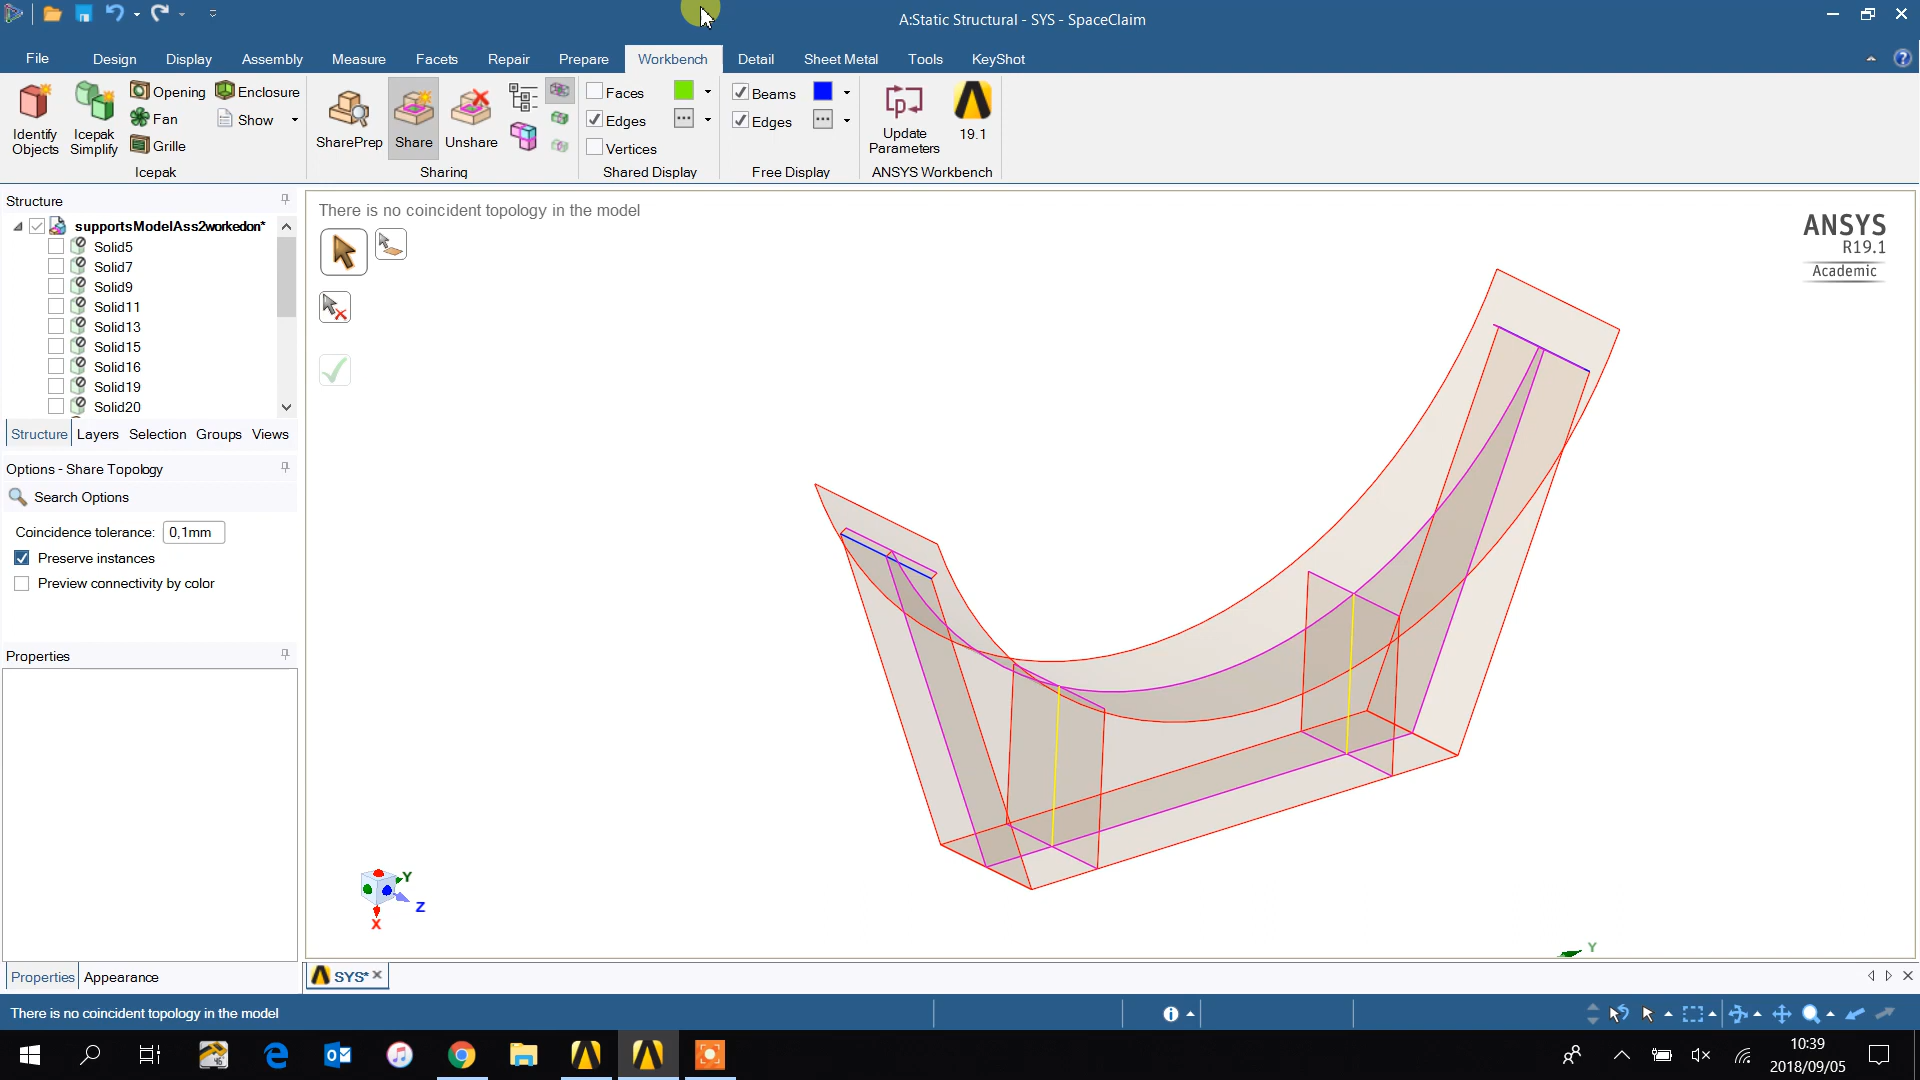 A:Static Structural - SYS - SpaceClaim
File Design Display Assembly Measure Facets Repair Prepare Workbench Detail Sheet Metal Tools KeyShot
Identify Objects
Icepak Simplify
Opening
Fan
Grille
Enclosure
Show
Icepak
SharePrep
Share
Unshare
Sharing
Faces
Edges
Vertices
Shared Display
Beams
Edges
Free Display
Update Parameters
19.1
ANSYS Workbench
Structure
supportsModelAss2workedon*
Solid5
Solid7
Solid9
Solid11
Solid13
Solid15
Solid16
Solid19
Solid20
Structure Layers Selection Groups Views
Options - Share Topology
Search Options
Coincidence tolerance: 0,1mm
Preserve instances
Preview connectivity by color
Properties
Properties Appearance
There is no coincident topology in the model
ANSYS
R19.1
Academic
Y
Z
X
Y
SYS*
There is no coincident topology in the model
10:39
2018/09/05